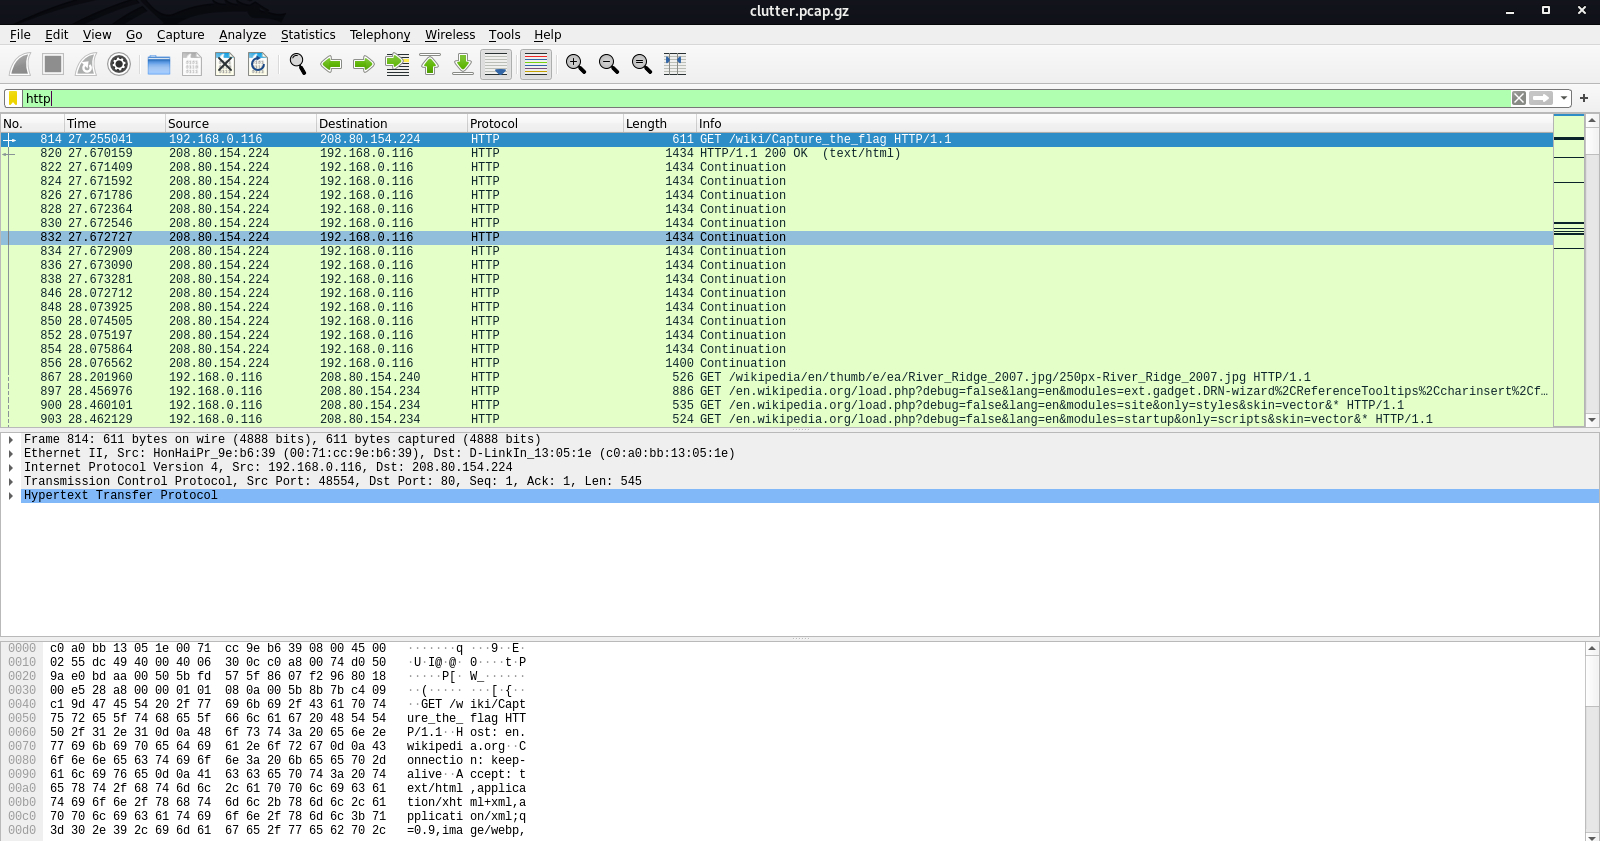 clutter.pcap.gz
File Edit View Go Capture Analyze Statistics Telephony Wireless Tools Help
http
No. Time Source Destination Protocol Length Info
814 27.255041 192.168.0.116 208.80.154.224 HTTP 611 GET /wiki/Capture_the_flag HTTP/1.1
820 27.670159 208.80.154.224 192.168.0.116 HTTP 1434 HTTP/1.1 200 OK (text/html)
822 27.671409 208.80.154.224 192.168.0.116 HTTP 1434 Continuation
824 27.671592 208.80.154.224 192.168.0.116 HTTP 1434 Continuation
826 27.671786 208.80.154.224 192.168.0.116 HTTP 1434 Continuation
828 27.672364 208.80.154.224 192.168.0.116 HTTP 1434 Continuation
830 27.672546 208.80.154.224 192.168.0.116 HTTP 1434 Continuation
832 27.672727 208.80.154.224 192.168.0.116 HTTP 1434 Continuation
834 27.672909 208.80.154.224 192.168.0.116 HTTP 1434 Continuation
836 27.673090 208.80.154.224 192.168.0.116 HTTP 1434 Continuation
838 27.673281 208.80.154.224 192.168.0.116 HTTP 1434 Continuation
846 28.072712 208.80.154.224 192.168.0.116 HTTP 1434 Continuation
848 28.073925 208.80.154.224 192.168.0.116 HTTP 1434 Continuation
850 28.074505 208.80.154.224 192.168.0.116 HTTP 1434 Continuation
852 28.075197 208.80.154.224 192.168.0.116 HTTP 1434 Continuation
854 28.075864 208.80.154.224 192.168.0.116 HTTP 1434 Continuation
856 28.076562 208.80.154.224 192.168.0.116 HTTP 1400 Continuation
867 28.201960 192.168.0.116 208.80.154.240 HTTP 526 GET /wikipedia/en/thumb/e/ea/River_Ridge_2007.jpg/250px-River_Ridge_2007.jpg HTTP/1.1
897 28.456976 192.168.0.116 208.80.154.234 HTTP 886 GET /en.wikipedia.org/load.php?debug=false&lang=en&modules=ext.gadget.DRN-wizard%2CReferenceTooltips%2Ccharinsert%2Cf…
900 28.460101 192.168.0.116 208.80.154.234 HTTP 535 GET /en.wikipedia.org/load.php?debug=false&lang=en&modules=site&only=styles&skin=vector&* HTTP/1.1
903 28.462129 192.168.0.116 208.80.154.234 HTTP 524 GET /en.wikipedia.org/load.php?debug=false&lang=en&modules=startup&only=scripts&skin=vector&* HTTP/1.1
Frame 814: 611 bytes on wire (4888 bits), 611 bytes captured (4888 bits)
Ethernet II, Src: HonHaiPr_9e:b6:39 (00:71:cc:9e:b6:39), Dst: D-LinkIn_13:05:1e (c0:a0:bb:13:05:1e)
Internet Protocol Version 4, Src: 192.168.0.116, Dst: 208.80.154.224
Transmission Control Protocol, Src Port: 48554, Dst Port: 80, Seq: 1, Ack: 1, Len: 545
Hypertext Transfer Protocol
0000 c0 a0 bb 13 05 1e 00 71 cc 9e b6 39 08 00 45 00 ·······q ···9··E·
0010 02 55 dc 49 40 00 40 06 30 0c c0 a8 00 74 d0 50 ·U·I@·@· 0····t·P
0020 9a e0 bd aa 00 50 5b fd 57 5f 86 07 f2 96 80 18 ·····P[· W_······
0030 00 e5 28 a8 00 00 01 01 08 0a 00 5b 8b 7b c4 09 ··(····· ···[·{··
0040 c1 9d 47 45 54 20 2f 77 69 6b 69 2f 43 61 70 74 ··GET /w iki/Capt
0050 75 72 65 5f 74 68 65 5f 66 6c 61 67 20 48 54 54 ure_the_ flag HTT
0060 50 2f 31 2e 31 0d 0a 48 6f 73 74 3a 20 65 6e 2e P/1.1··H ost: en.
0070 77 69 6b 69 70 65 64 69 61 2e 6f 72 67 0d 0a 43 wikipedi a.org··C
0080 6f 6e 6e 65 63 74 69 6f 6e 3a 20 6b 65 65 70 2d onnectio n: keep-
0090 61 6c 69 76 65 0d 0a 41 63 63 65 70 74 3a 20 74 alive··A ccept: t
00a0 65 78 74 2f 68 74 6d 6c 2c 61 70 70 6c 69 63 61 ext/html ,applica
00b0 74 69 6f 6e 2f 78 68 74 6d 6c 2b 78 6d 6c 2c 61 tion/xht ml+xml,a
00c0 70 70 6c 69 63 61 74 69 6f 6e 2f 78 6d 6c 3b 71 pplicati on/xml;q
00d0 3d 30 2e 39 2c 69 6d 61 67 65 2f 77 65 62 70 2c =0.9,ima ge/webp,